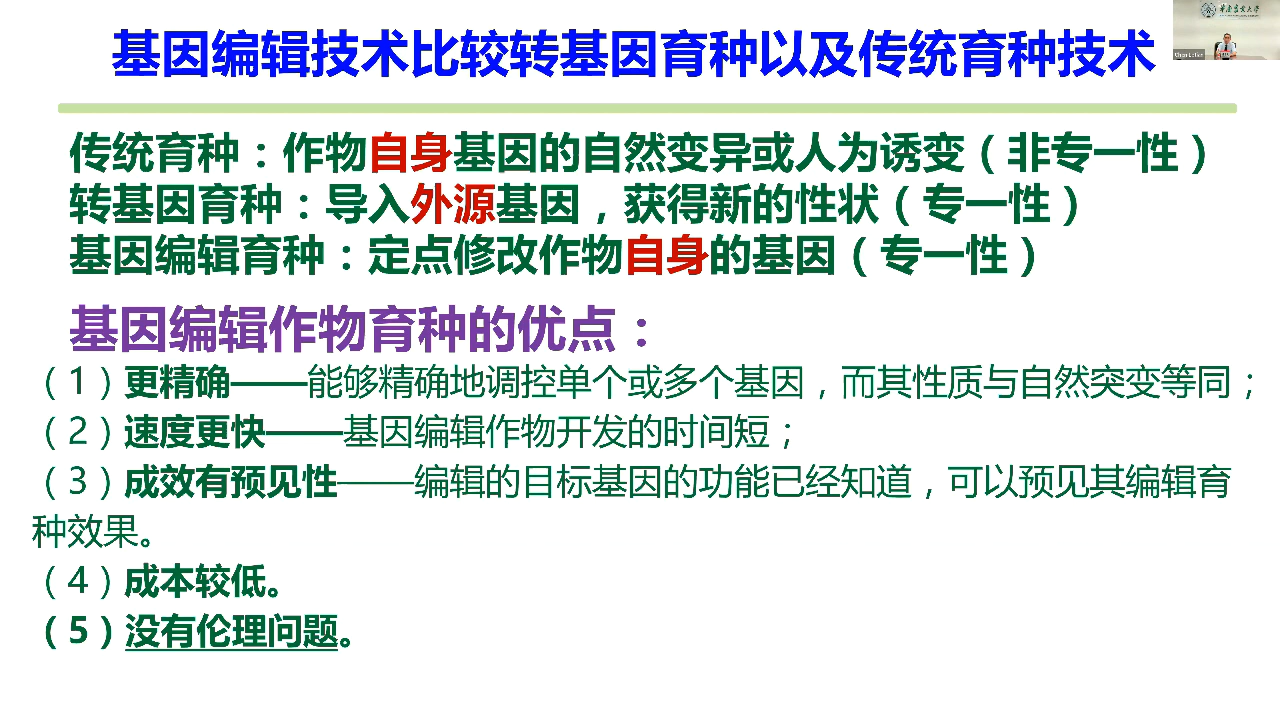 基因编辑技术比较转基因育种以及传统育种技术
华南农业大学
传统育种：作物自身基因的自然变异或人为诱变（非专一性）
转基因育种：导入外源基因，获得新的性状（专一性）
基因编辑育种：定点修改作物自身的基因（专一性）
基因编辑作物育种的优点：
（1）更精确——能够精确地调控单个或多个基因，而其性质与自然突变等同；
（2）速度更快——基因编辑作物开发的时间短；
（3）成效有预见性——编辑的目标基因的功能已经知道，可以预见其编辑育
种效果。
（4）成本较低。
（5）没有伦理问题。